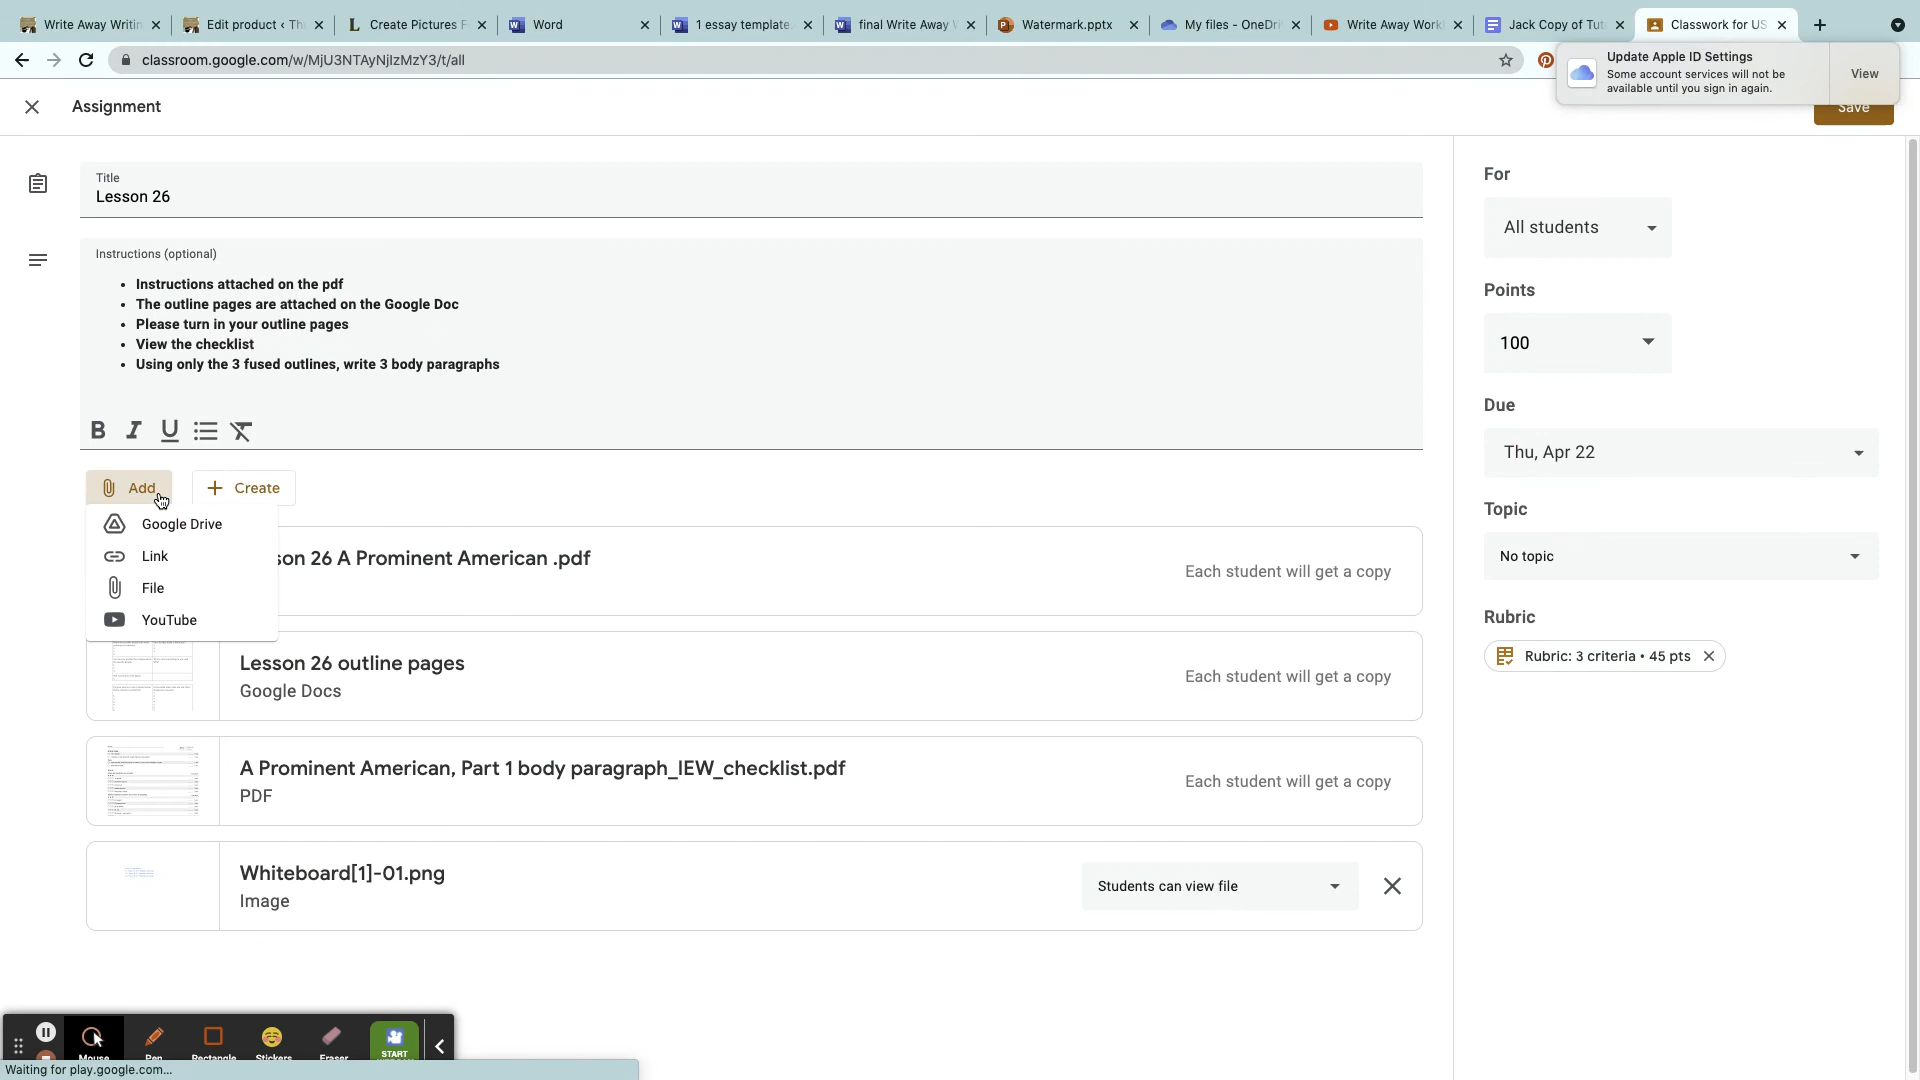 Write Away Writin
Edit product ‹ Th
Create Pictures F
Word
1 essay template.
final Write Away
Watermark.pptx
My files - OneDri
Write Away Work
Jack Copy of Tut
Classwork for US
classroom.google.com/w/MjU3NTAyNjIzMzY3/t/all
Update Apple ID Settings
Some account services will not be
available until you sign in again.
View
Assignment
Save
Title
Lesson 26
Instructions (optional)
• Instructions attached on the pdf
• The outline pages are attached on the Google Doc
• Please turn in your outline pages
• View the checklist
• Using only the 3 fused outlines, write 3 body paragraphs
B I U
Add
Create
Google Drive
Link
File
YouTube
son 26 A Prominent American .pdf
Each student will get a copy
Lesson 26 outline pages
Google Docs
Each student will get a copy
A Prominent American, Part 1 body paragraph_IEW_checklist.pdf
PDF
Each student will get a copy
Whiteboard[1]-01.png
Image
Students can view file
For
All students
Points
100
Due
Thu, Apr 22
Topic
No topic
Rubric
Rubric: 3 criteria • 45 pts
Mouse
Pen
Rectangle
Stickers
Eraser
START
Waiting for play.google.com...